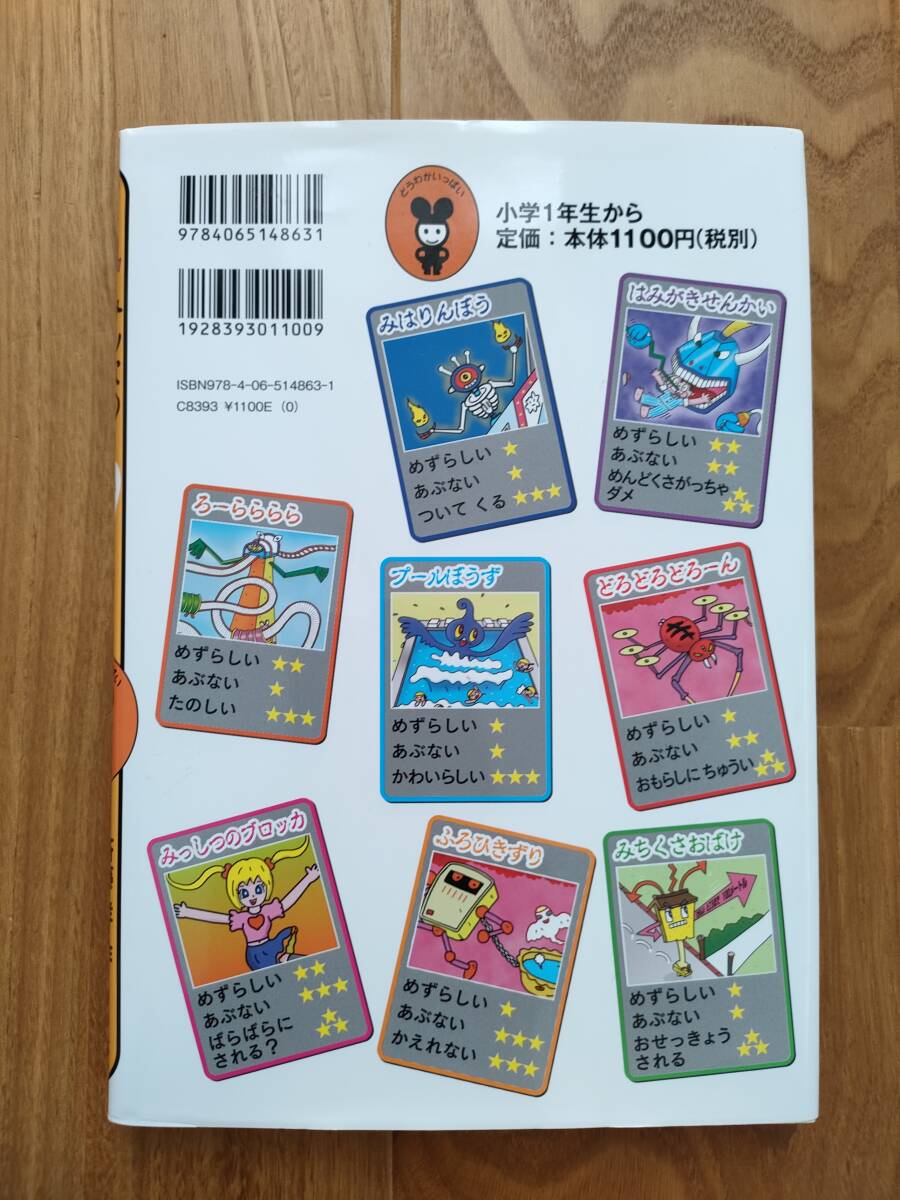 9784065148631
1928393011009
ISBN978-4-06-514863-1
C8393 ¥1100E (0)
どうわがいっぱい
小学1年生から
定価：本体1100円(税別)
みはりんぼう
めずらしい ★
あぶない ★
ついて くる ★★★
はみがきせんかい
めずらしい ★★
あぶない ★★
めんどくさがっちゃ
ダメ ★★★
ろーらららら
めずらしい ★★
あぶない ★
たのしい ★★★
プールぼうず
めずらしい ★
あぶない ★
かわいらしい ★★★
どろどろどろーん
めずらしい ★
あぶない ★★
おもらしに ちゅうい ★★★
みっしつのブロッカ
めずらしい ★★
あぶない ★★★
ばらばらに
される？ ★★★
ふろひきずり
めずらしい ★
あぶない ★★★
かえれない ★★★
みちくさおばけ
めずらしい ★
あぶない ★
おせっきょう
される ★★★